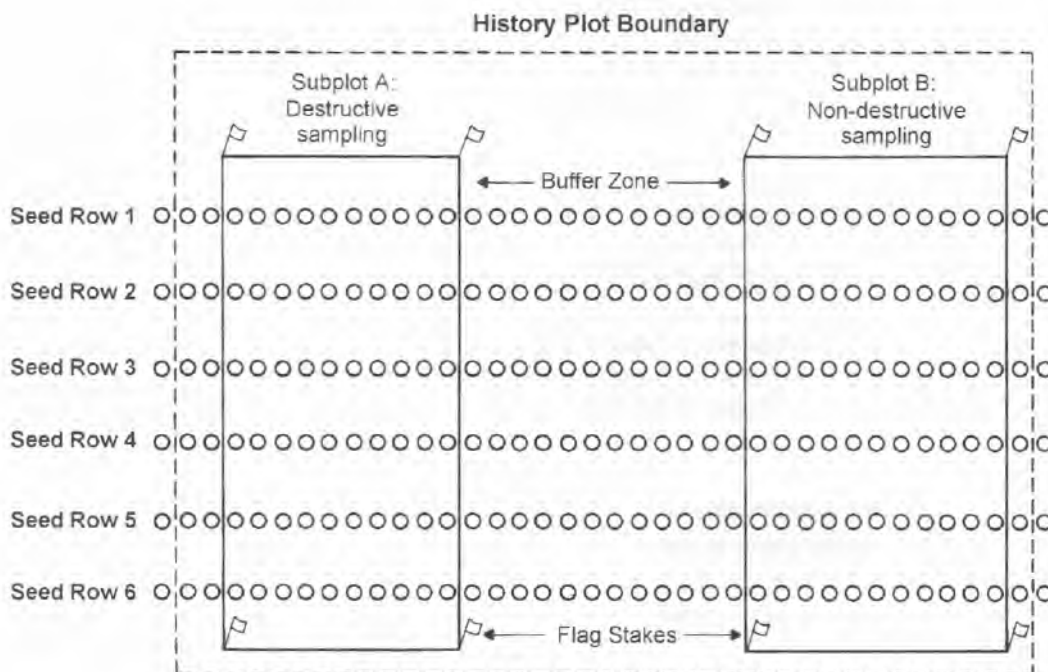 History Plot Boundary
Subplot A:
Destructive
sampling
Subplot B:
Non-destructive
sampling
Buffer Zone
Seed Row 1
Seed Row 2
Seed Row 3
Seed Row 4
Seed Row 5
Seed Row 6
Flag Stakes